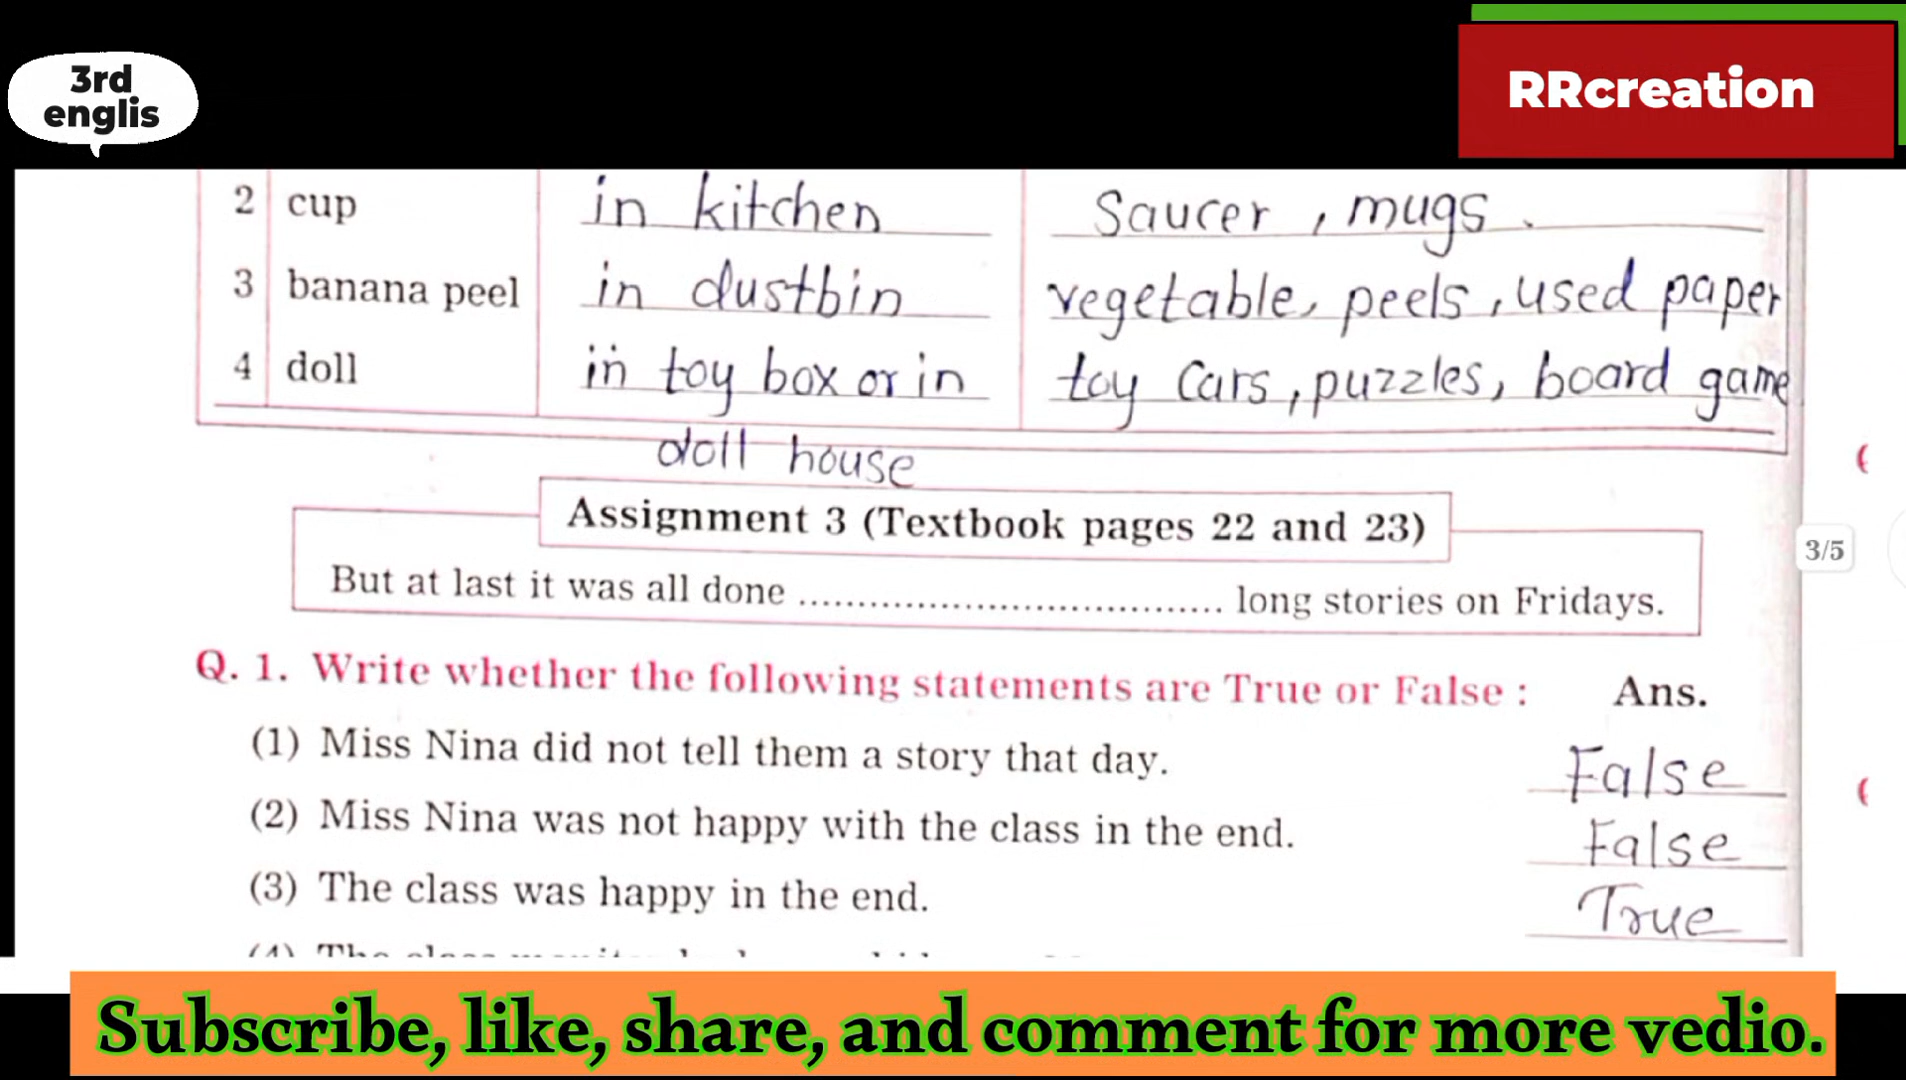 3rd
englis
RRcreation
2 cup in kitchen Saucer , mugs .
3 banana peel in dustbin vegetable, peels , used paper
4 doll in toy box or in toy Cars , puzzles, board game
doll house
Assignment 3 (Textbook pages 22 and 23)
But at last it was all done .................................... long stories on Fridays.
3/5
Q. 1. Write whether the following statements are True or False : Ans.
(1) Miss Nina did not tell them a story that day. False
(2) Miss Nina was not happy with the class in the end. False
(3) The class was happy in the end. True
Subscribe, like, share, and comment for more vedio.